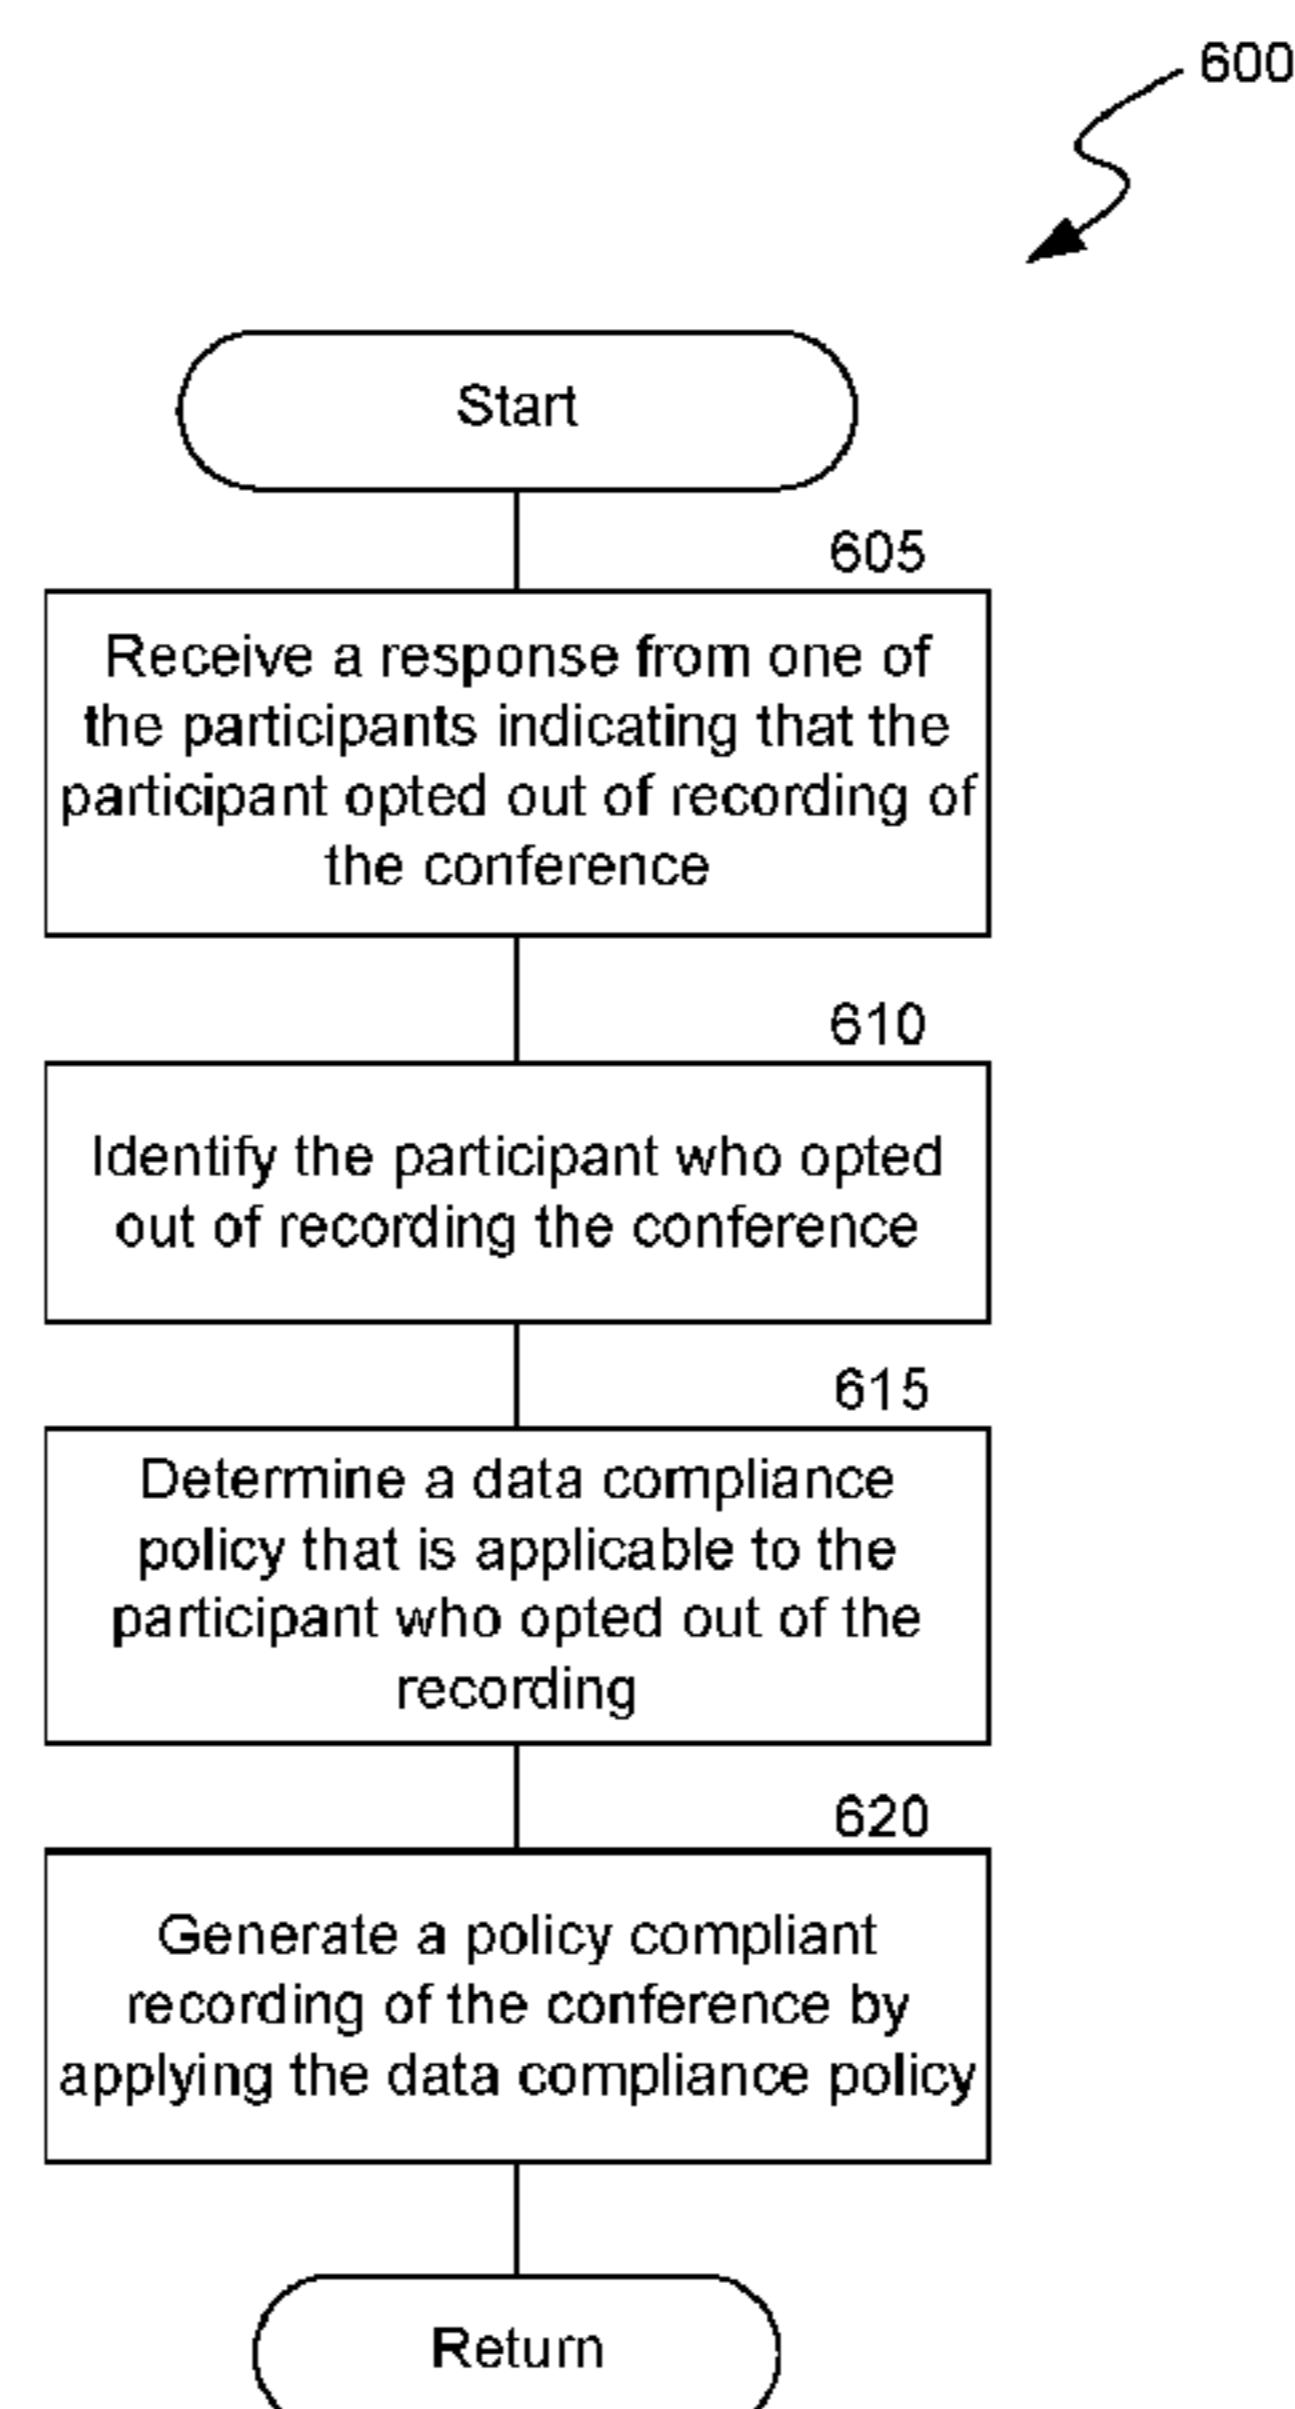 600
Start
605
Receive a response from one of
the participants indicating that the
participant opted out of recording of
the conference
610
Identify the participant who opted
out of recording the conference
615
Determine a data compliance
policy that is applicable to the
participant who opted out of the
recording
620
Generate a policy compliant
recording of the conference by
applying the data compliance policy
Return